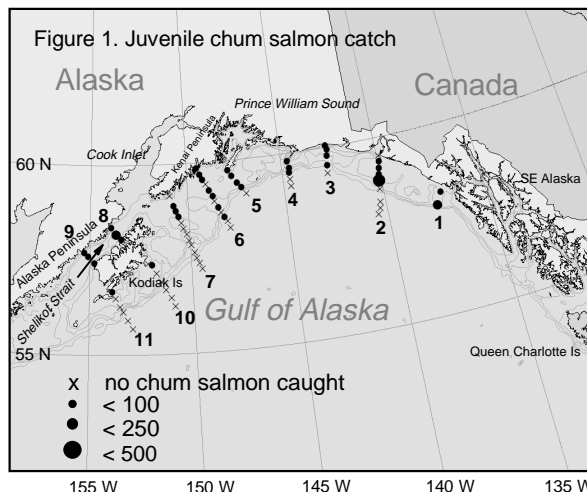 Figure 1. Juvenile chum salmon catch
Alaska
Canada
Prince William Sound
Kenai Peninsula
Cook Inlet
60 N
SE Alaska
9
8
4
3
5
2
1
6
Alaska Peninsula
7
Shelikof Strait
Kodiak Is
10
Gulf of Alaska
11
55 N
Queen Charlotte Is
x no chum salmon caught
< 100
< 250
< 500
155 W
150 W
145 W
140 W
135 W